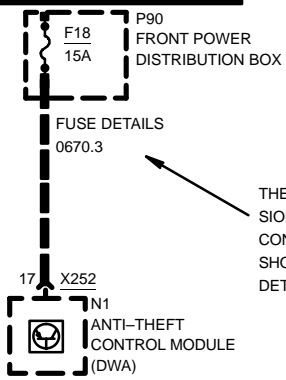 P90
F18
FRONT POWER
15A
DISTRIBUTION BOX
FUSE DETAILS
0670.3
THE
SIO
CON
SHO
DET
17 X252
N1
ANTI–THEFT
CONTROL MODULE
(DWA)